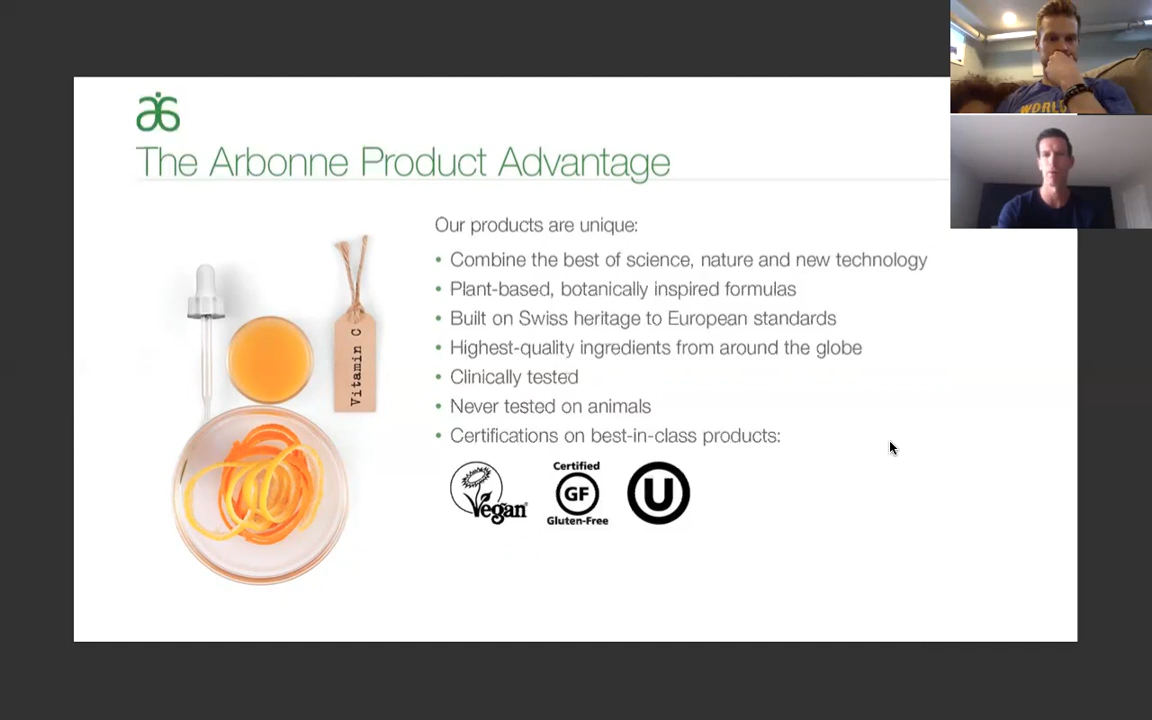 The Arbonne Product Advantage
Our products are unique:
• Combine the best of science, nature and new technology
• Plant-based, botanically inspired formulas
• Built on Swiss heritage to European standards
• Highest-quality ingredients from around the globe
• Clinically tested
• Never tested on animals
• Certifications on best-in-class products:
Vitamin C
Vegan
Certified
GF
Gluten-Free
U
WORLD